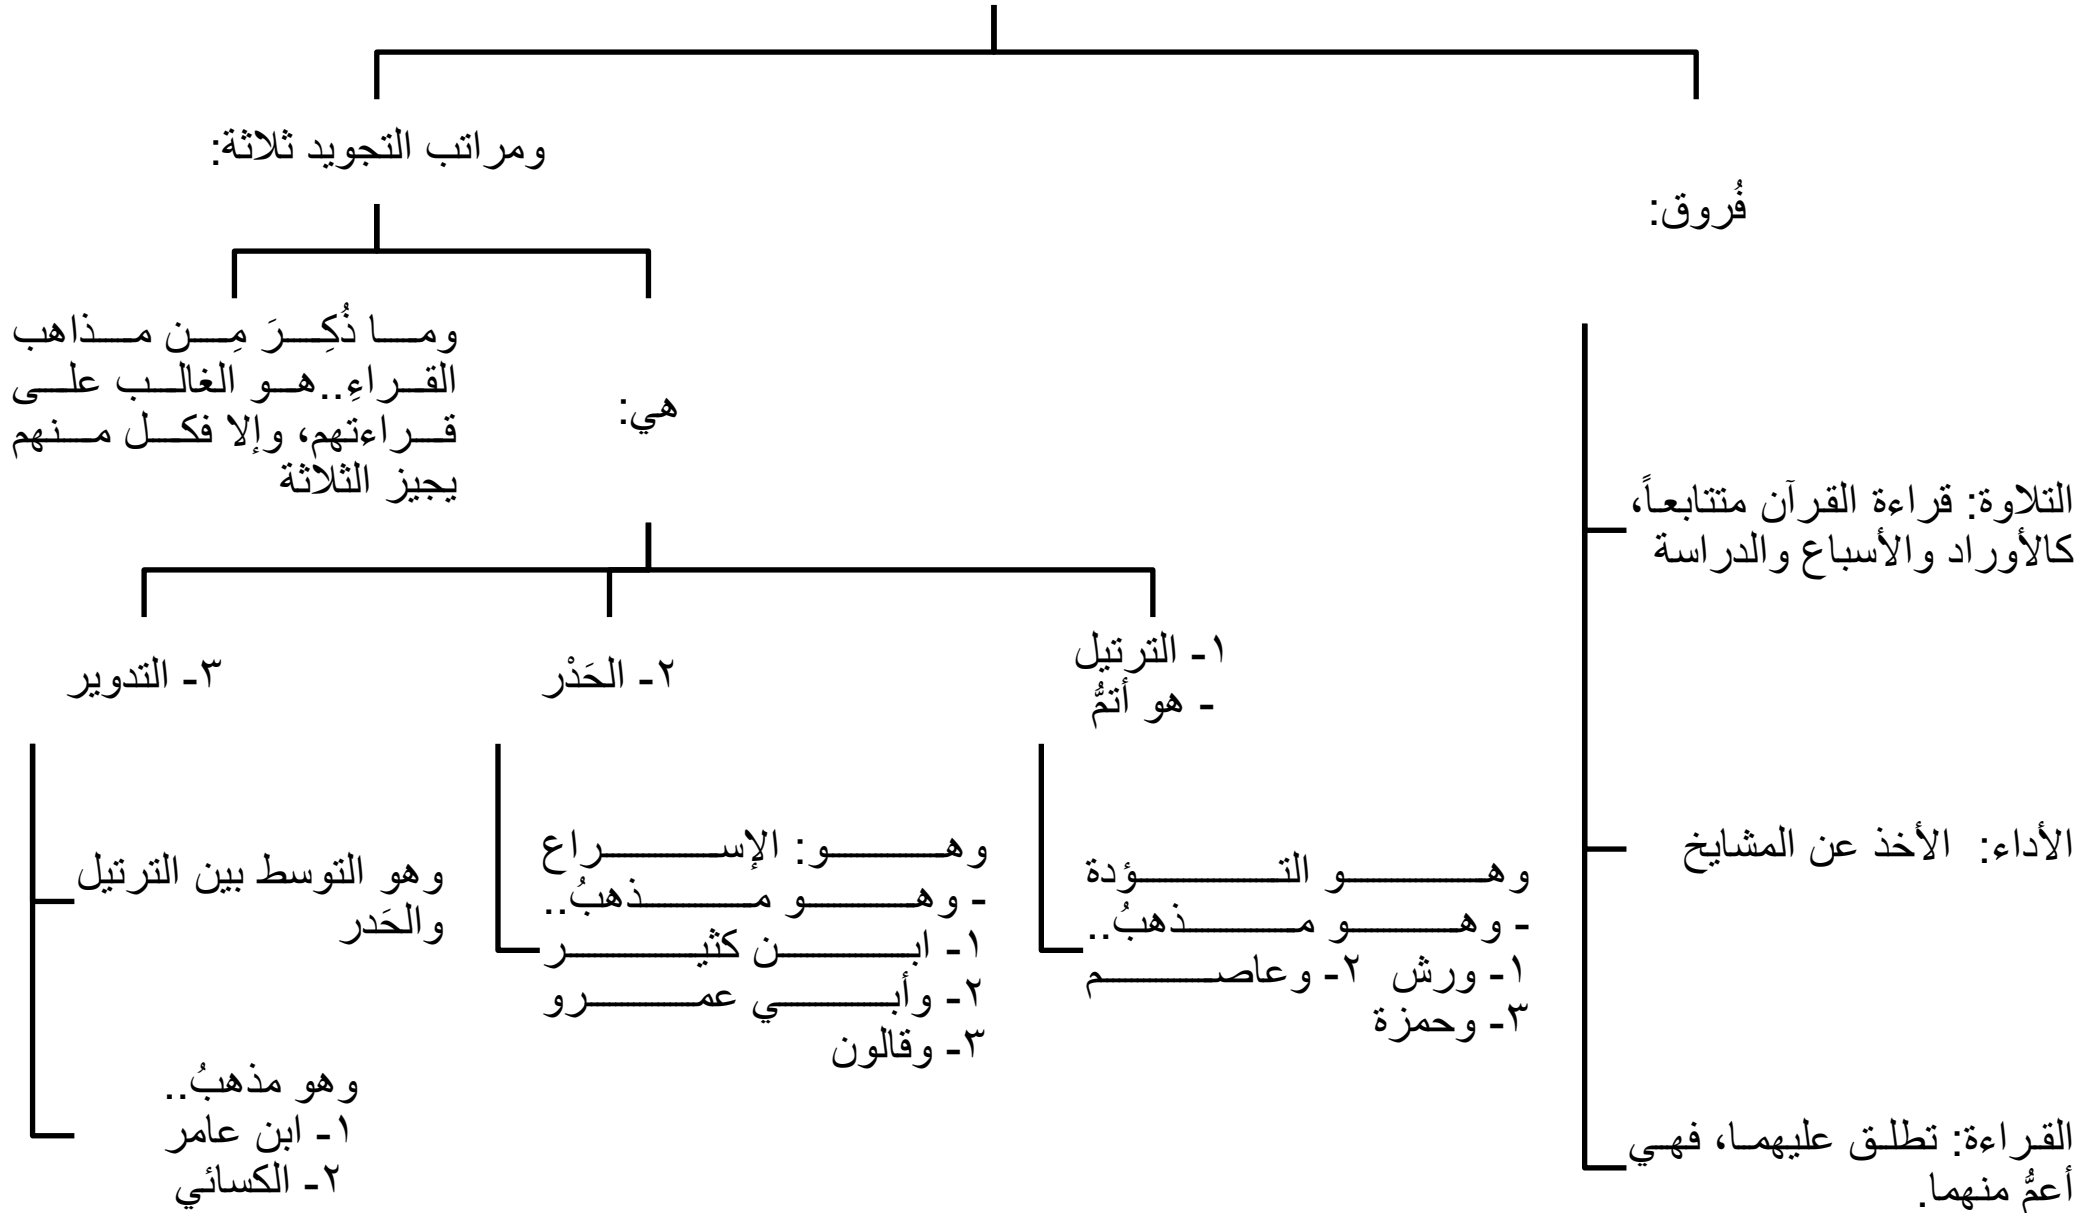 فُروق:
التلاوة: قراءة القرآن متتابعاً،
كالأوراد والأسباع والدراسة
الأداء: الأخذ عن المشايخ
القراءة: تطلق عليهما، فهي
أعمُّ منهما.
ومراتب التجويد ثلاثة:
هي:
١- الترتيل
- هو أتمُّ
وهو التؤدة
- وهو مذهبُ..
١- ورش ٢- وعاصم
٣- وحمزة
٢- الحَدْر
وهو: الإسراع
- وهو مذهبُ..
١- ابن كثير
٢- وأبي عمرو
٣- وقالون
٣- التدوير
وهو التوسط بين الترتيل
والحَدر
وهو مذهبُ..
١- ابن عامر
٢- الكسائي
وما ذُكِرَ مِن مذاهب
القراءِ..هو الغالب على
قراءتهم، وإلا فكل منهم
يجيز الثلاثة